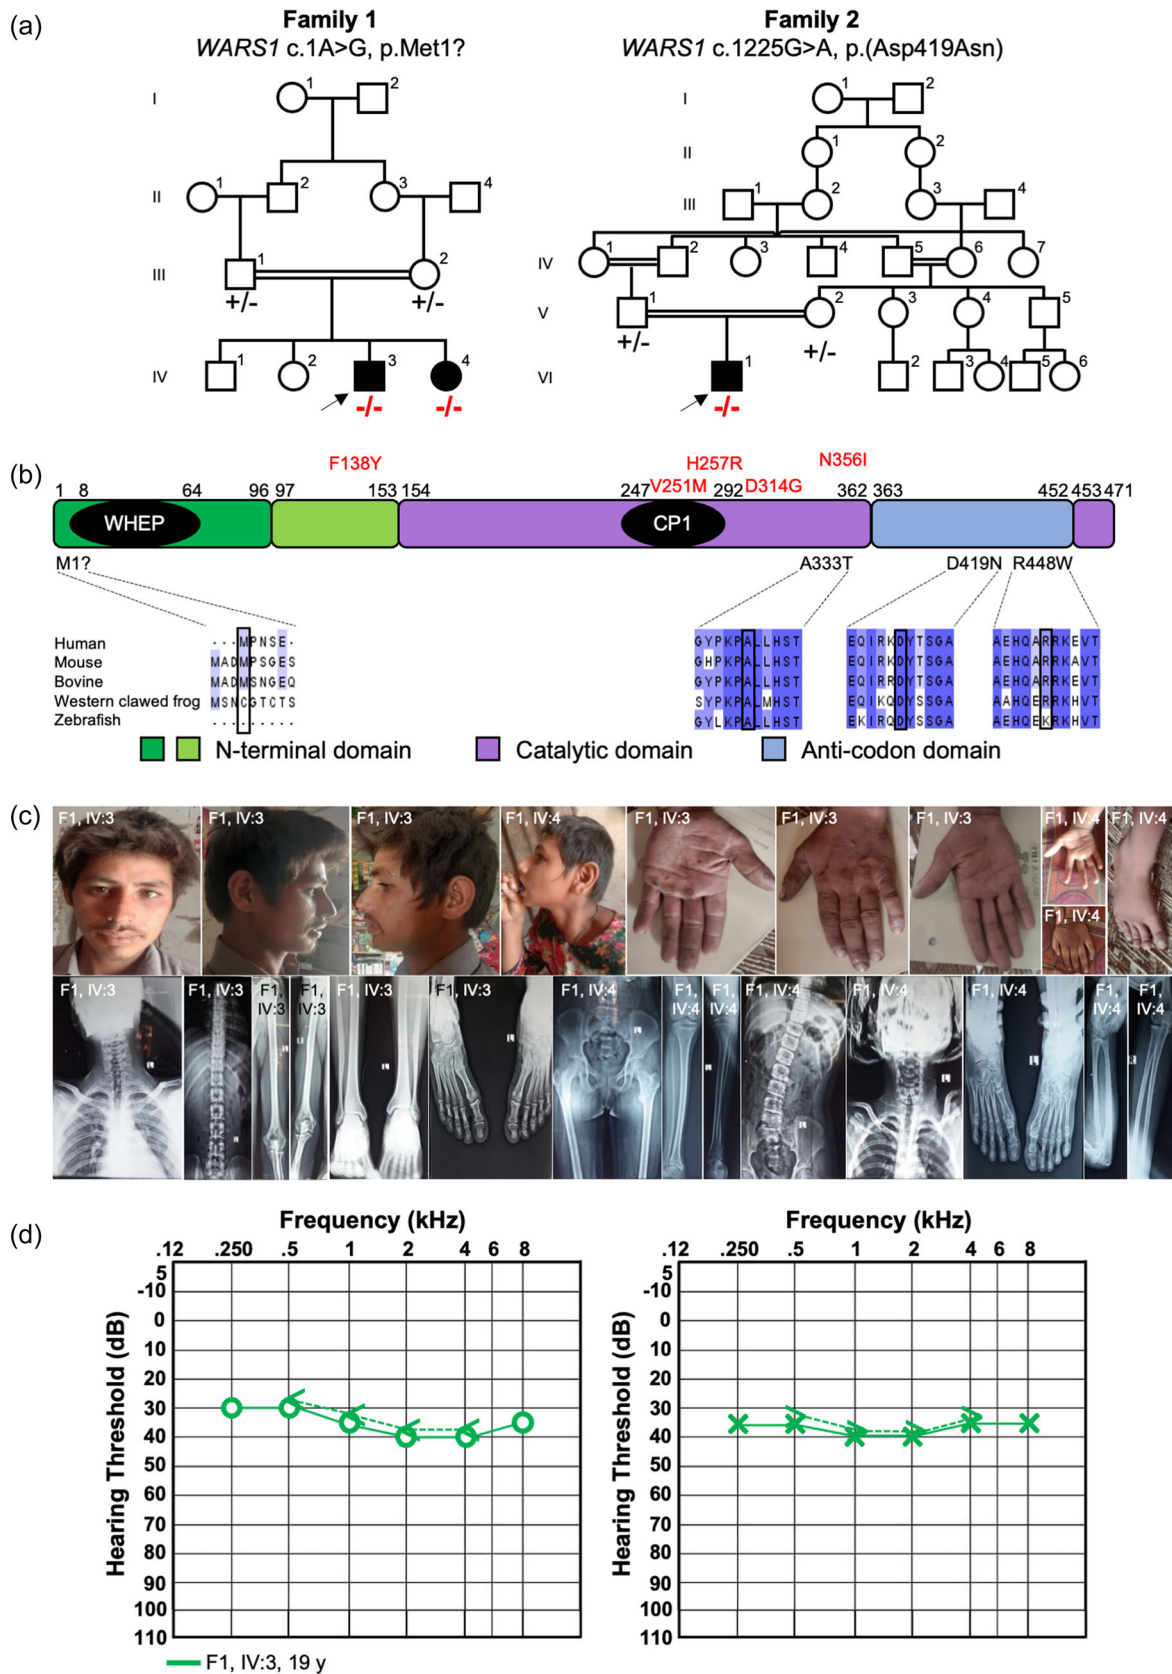 (a)
Family 1
WARS1 c.1A>G, p.Met1?
I
1
2
II
1
2
3
4
III
1
2
+/-
+/-
IV
1
2
3
4
-/-
-/-
Family 2
WARS1 c.1225G>A, p.(Asp419Asn)
I
1
2
II
1
2
III
1
2
3
4
IV
1
2
3
4
5
6
7
V
1
2
3
4
5
+/-
+/-
VI
1
2
3
4
5
6
-/-
(b)
F138Y
H257R
N356I
V251M
D314G
1 8 64 96 97 153 154 247 292 362 363 452 453 471
WHEP
CP1
M1?
A333T
D419N
R448W
Human
Mouse
Bovine
Western clawed frog
Zebrafish
- - - MPNSE -
MADMPSGES
MADMSNGEQ
MSNCGTCTS
- - - - - - - - -
GYPKPALLHST
GHPKPALLHST
GYPKPALLHST
SYPKPALMHST
GYLKPALLHST
EQIRKDYTSGA
EQIRKDYTSGA
EQIRRDYTSGA
EQIKQDYSSGA
EKIRQDYSSGA
AEHQARRKEVT
AEHQARRKAVT
AEHQARRKEVT
AAHQERRKHVT
AEHQEKRKHVT
N-terminal domain
Catalytic domain
Anti-codon domain
(c)
F1, IV:3
F1, IV:3
F1, IV:3
F1, IV:4
F1, IV:3
F1, IV:3
F1, IV:3
F1, IV:4
F1, IV:4
F1, IV:4
F1, IV:3
F1, IV:3
F1, IV:3
F1, IV:3
F1, IV:3
F1, IV:3
F1, IV:4
F1, IV:4
F1, IV:4
F1, IV:4
F1, IV:4
F1, IV:4
F1, IV:4
F1, IV:4
(d)
Frequency (kHz)
.12 .250 .5 1 2 4 6 8
Hearing Threshold (dB)
5
-10
0
10
20
30
40
50
60
70
80
90
100
110
Frequency (kHz)
.12 .250 .5 1 2 4 6 8
Hearing Threshold (dB)
5
-10
0
10
20
30
40
50
60
70
80
90
100
110
F1, IV:3, 19 y